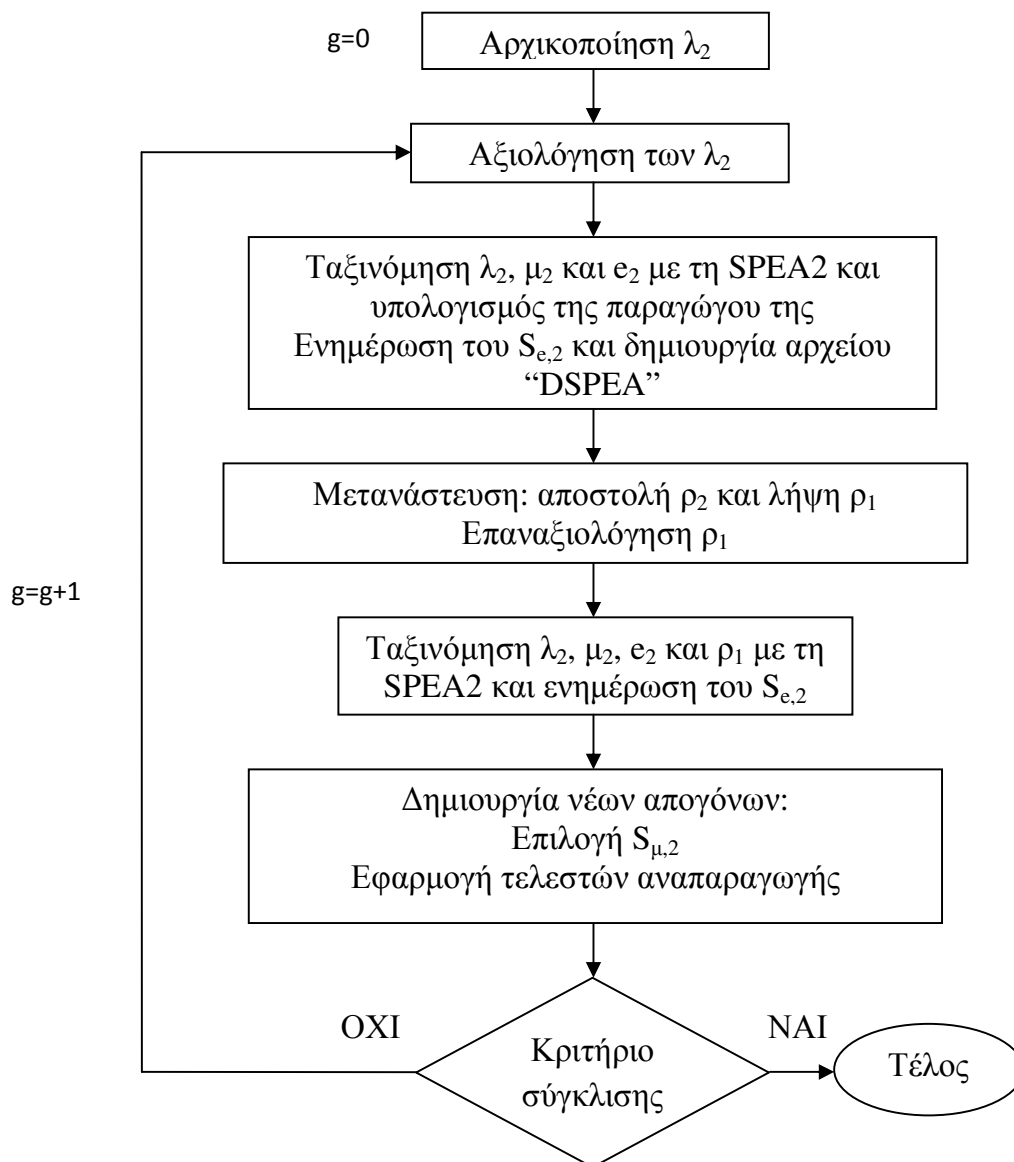 g=0
Αρχικοποίηση λ2
Αξιολόγηση των λ2
Ταξινόμηση λ2, μ2 και e2 με τη SPEA2 και
υπολογισμός της παραγώγου της
Ενημέρωση του Se,2 και δημιουργία αρχείου
“DSPEA”
Μετανάστευση: αποστολή ρ2 και λήψη ρ1
Επαναξιολόγηση ρ1
g=g+1
Ταξινόμηση λ2, μ2, e2 και ρ1 με τη
SPEA2 και ενημέρωση του Se,2
Δημιουργία νέων απογόνων:
Επιλογή Sμ,2
Εφαρμογή τελεστών αναπαραγωγής
ΟΧΙ
ΝΑΙ
Κριτήριο
σύγκλισης
Τέλος